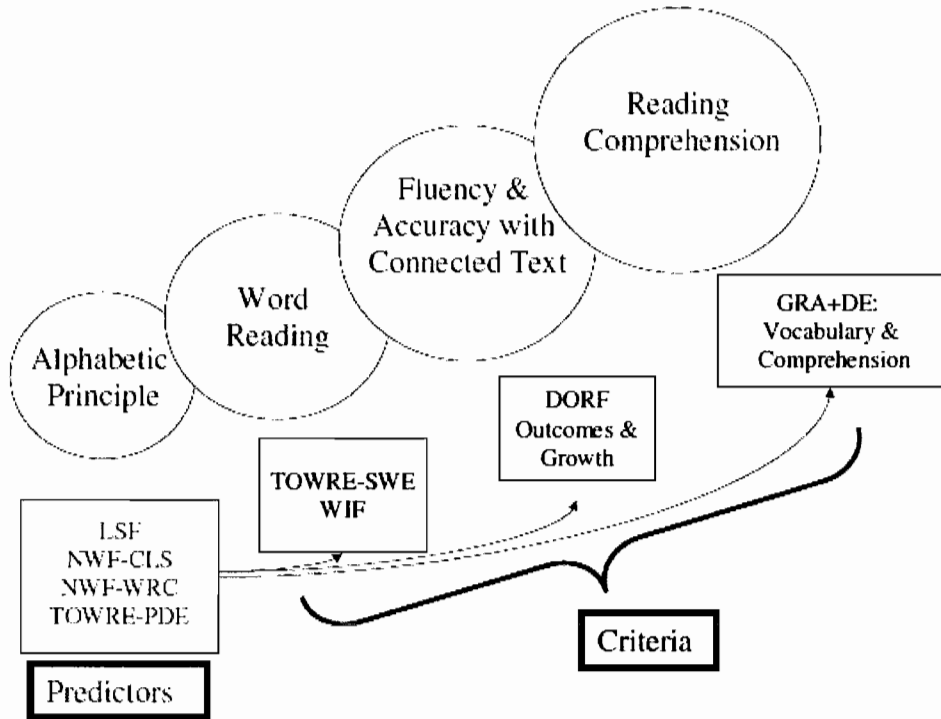 Reading
Comprehension
Fluency &
Accuracy with
Connected Text
Word
Reading
Alphabetic
Principle
GRA+DE:
Vocabulary &
Comprehension
DORF
Outcomes &
Growth
TOWRE-SWE
WIF
LSF
NWF-CLS
NWF-WRC
TOWRE-PDE
Criteria
Predictors